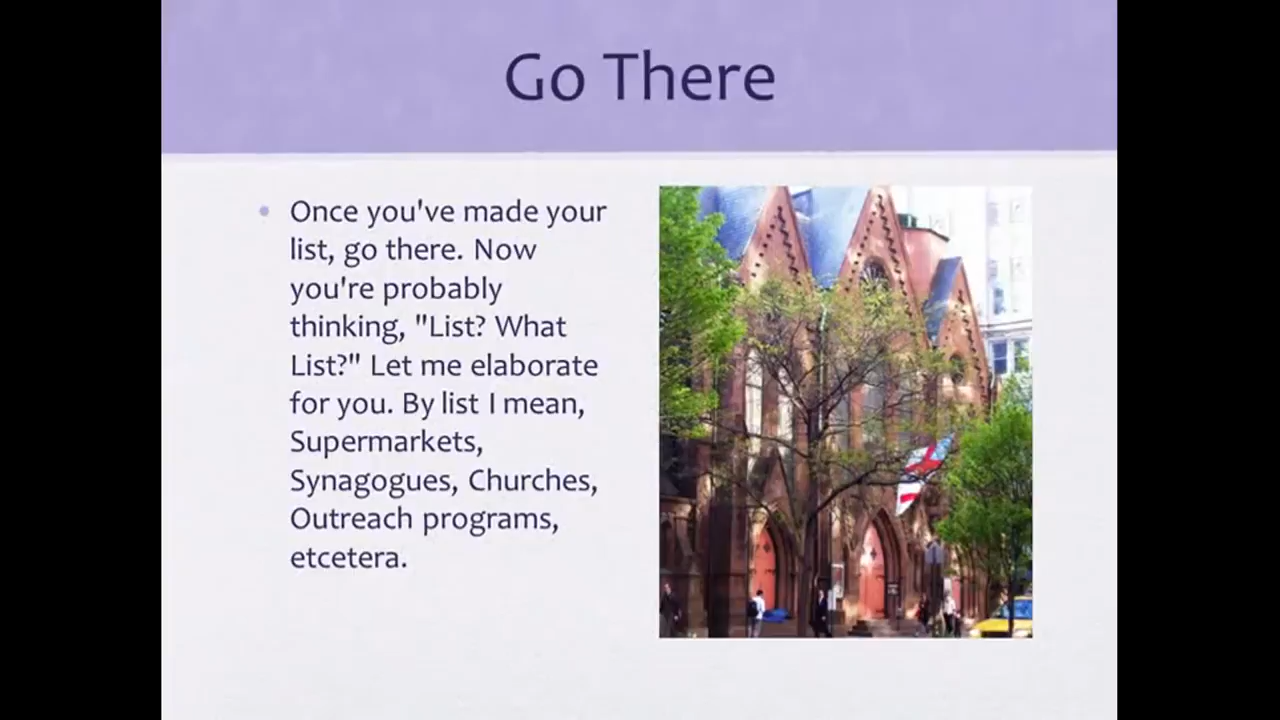 Go There
Once you've made your
list, go there. Now
you're probably
thinking, "List? What
List?" Let me elaborate
for you. By list I mean,
Supermarkets,
Synagogues, Churches,
Outreach programs,
etcetera.